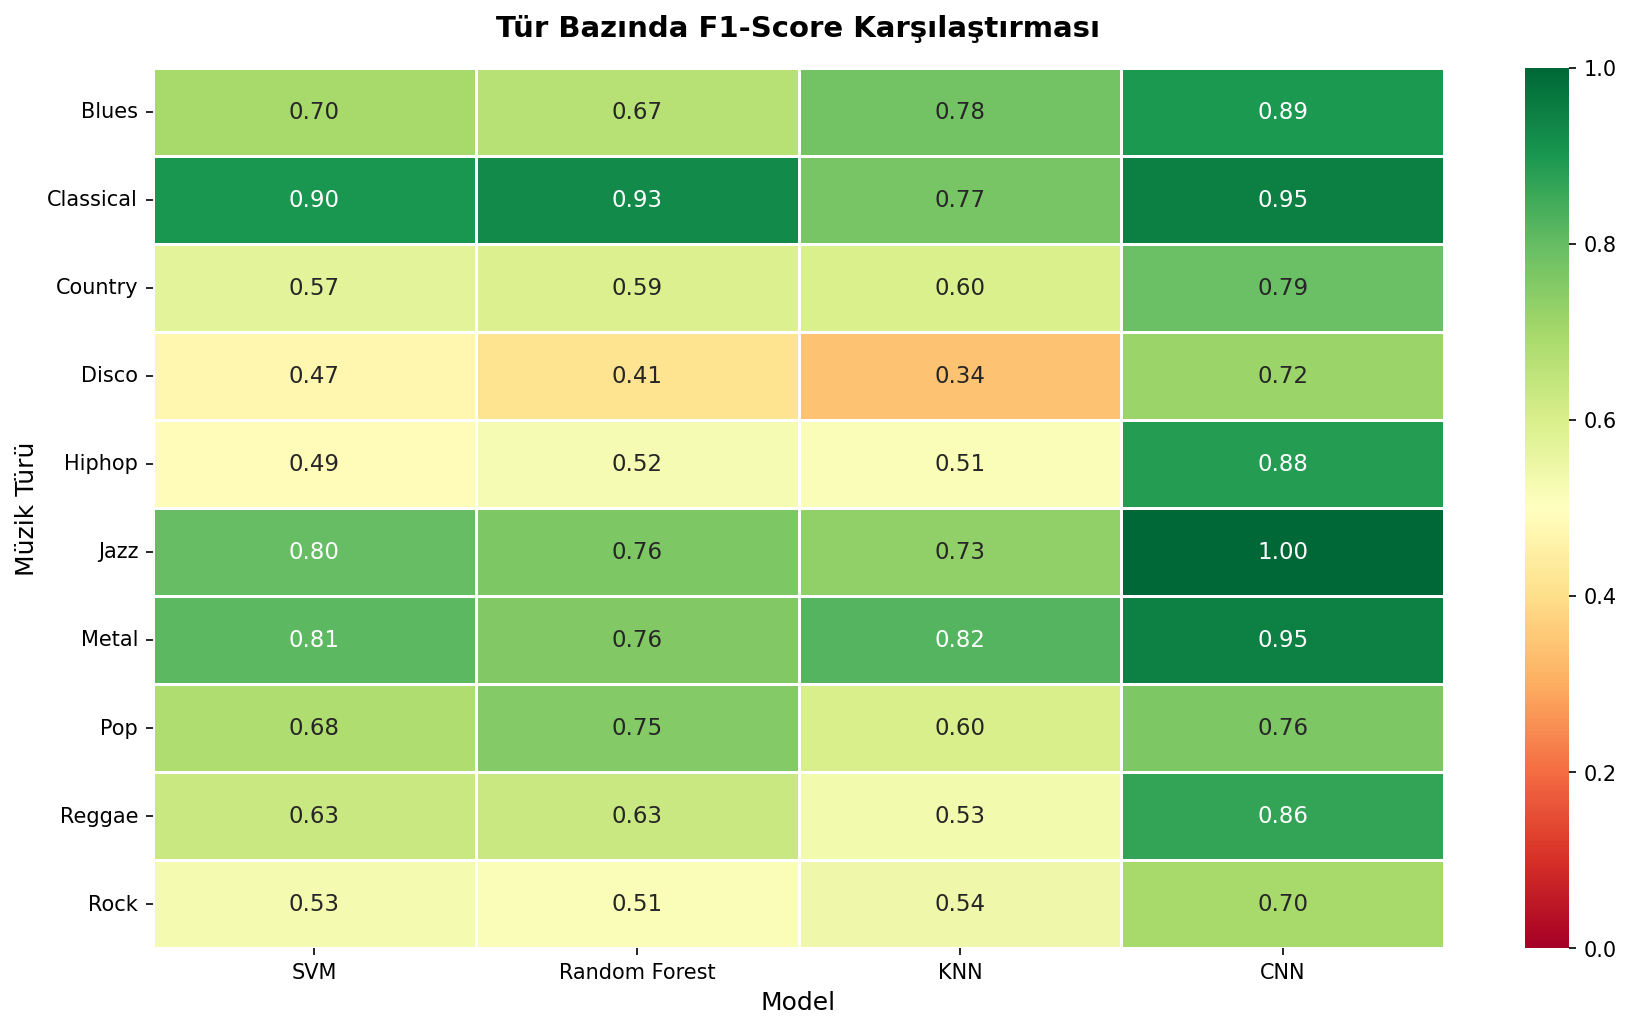 Tür Bazında F1-Score Karşılaştırması
Müzik Türü
Blues 0.70 0.67 0.78 0.89
Classical 0.90 0.93 0.77 0.95
Country 0.57 0.59 0.60 0.79
Disco 0.47 0.41 0.34 0.72
Hiphop 0.49 0.52 0.51 0.88
Jazz 0.80 0.76 0.73 1.00
Metal 0.81 0.76 0.82 0.95
Pop 0.68 0.75 0.60 0.76
Reggae 0.63 0.63 0.53 0.86
Rock 0.53 0.51 0.54 0.70
SVM Random Forest KNN CNN
Model
1.0
0.8
0.6
0.4
0.2
0.0